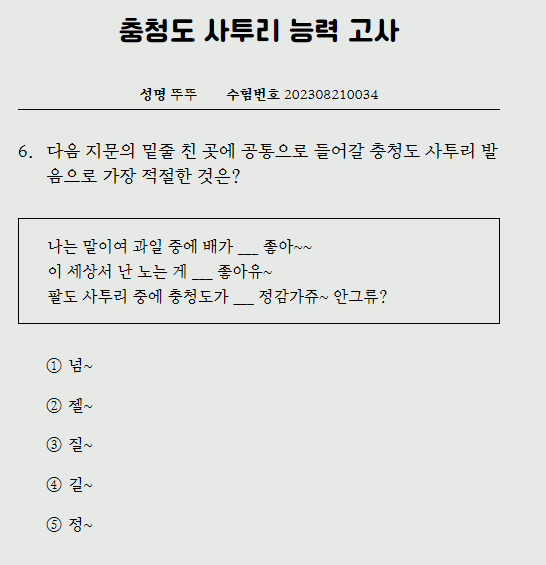 충청도 사투리 능력 고사
성명 뚜뚜 수험번호 202308210034
6. 다음 지문의 밑줄 친 곳에 공통으로 들어갈 충청도 사투리 발
음으로 가장 적절한 것은?
나는 말이여 과일 중에 배가 ___ 좋아~~
이 세상서 난 노는 게 ___ 좋아유~
팔도 사투리 중에 충청도가 ___ 정감가쥬~ 안그류?
① 넘~
② 젤~
③ 질~
④ 길~
⑤ 정~